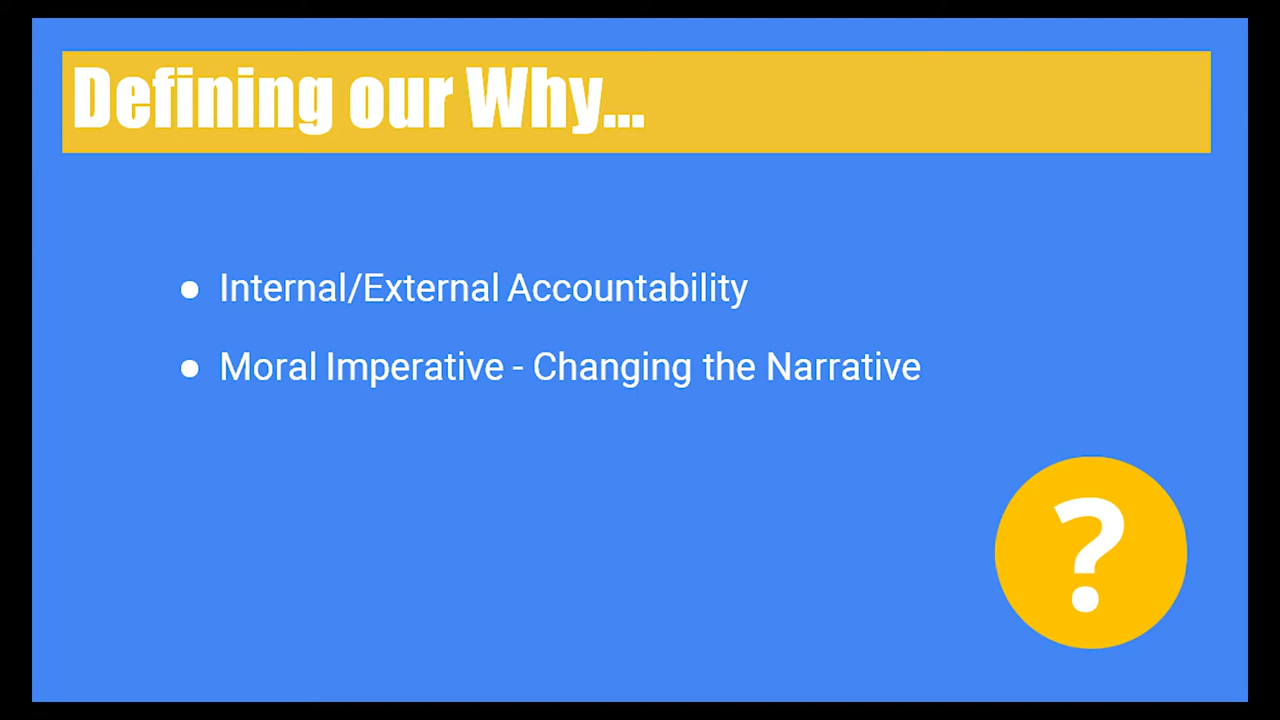 Defining our Why...
● Internal/External Accountability
● Moral Imperative - Changing the Narrative
?